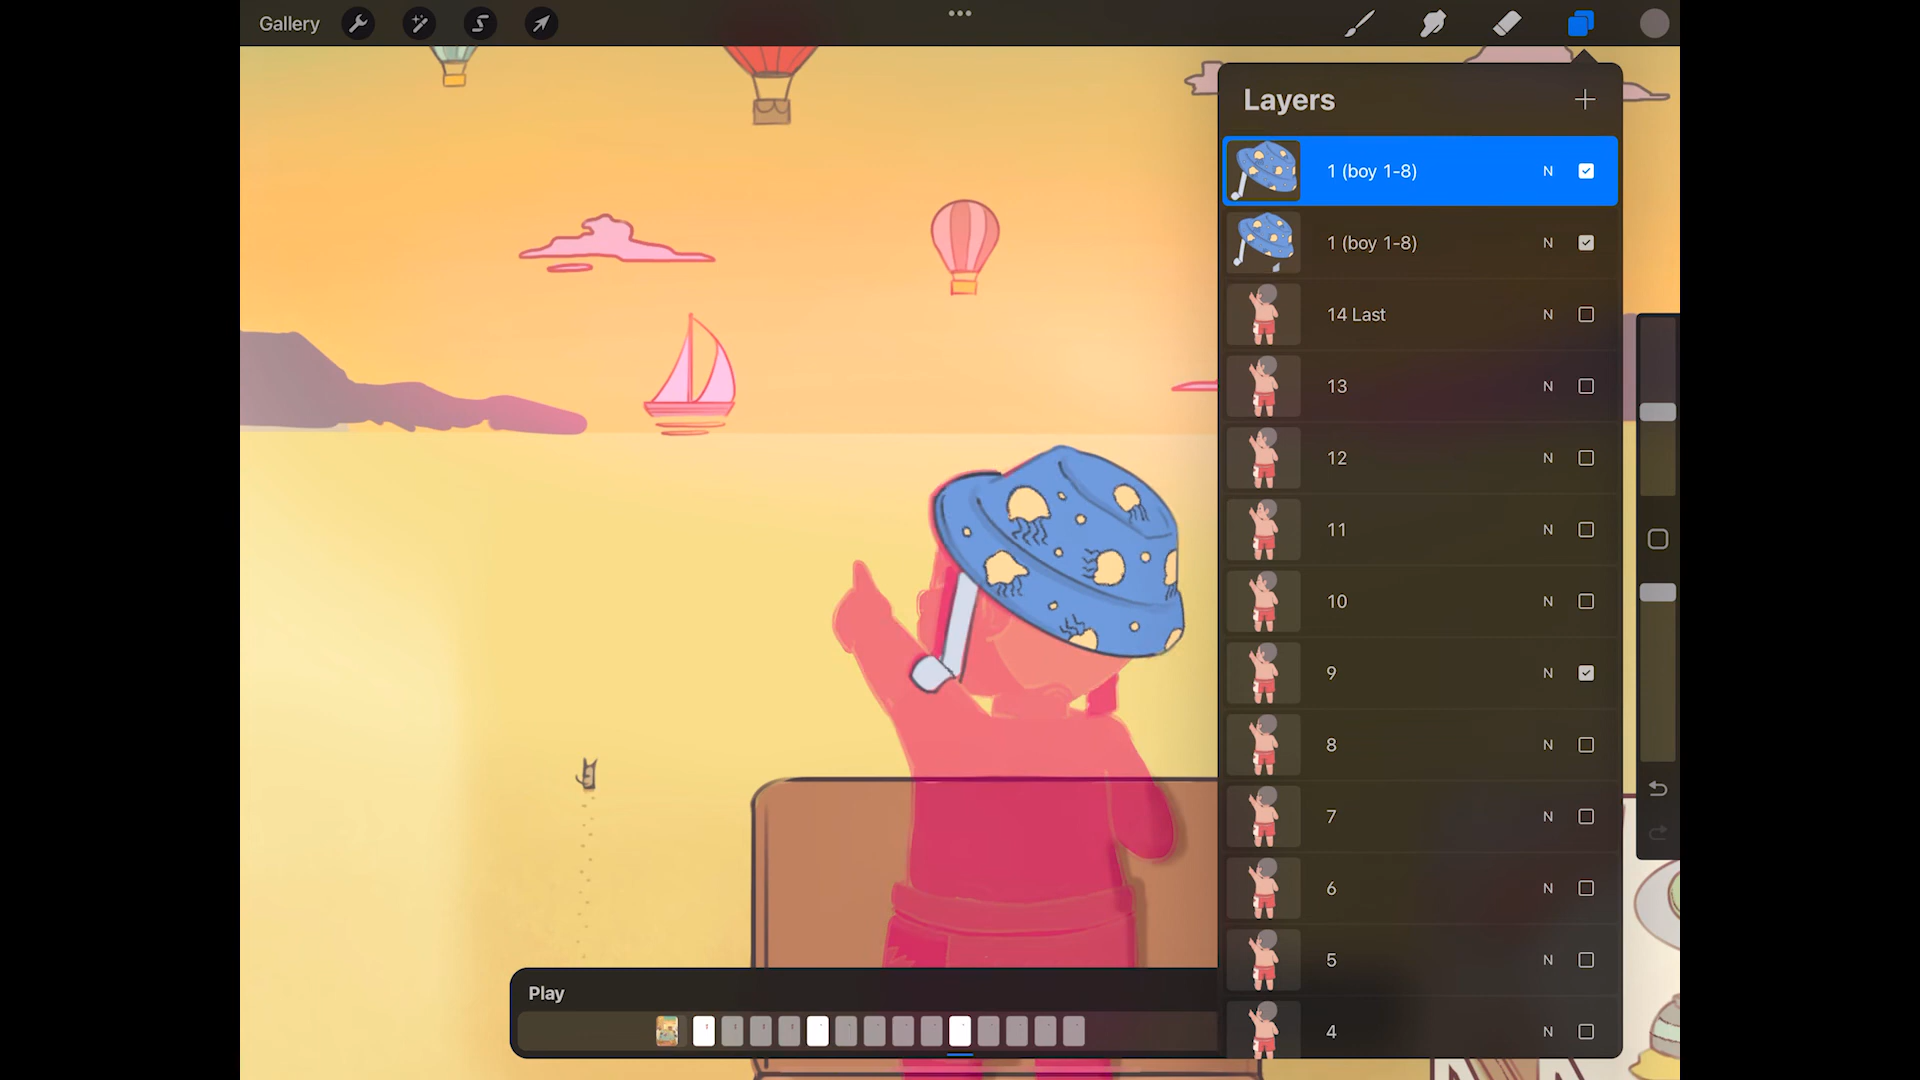 Gallery
Layers
1 (boy 1-8) N
1 (boy 1-8) N
14 Last N
13 N
12 N
11 N
10 N
9 N
8 N
7 N
6 N
5 N
4 N
Play